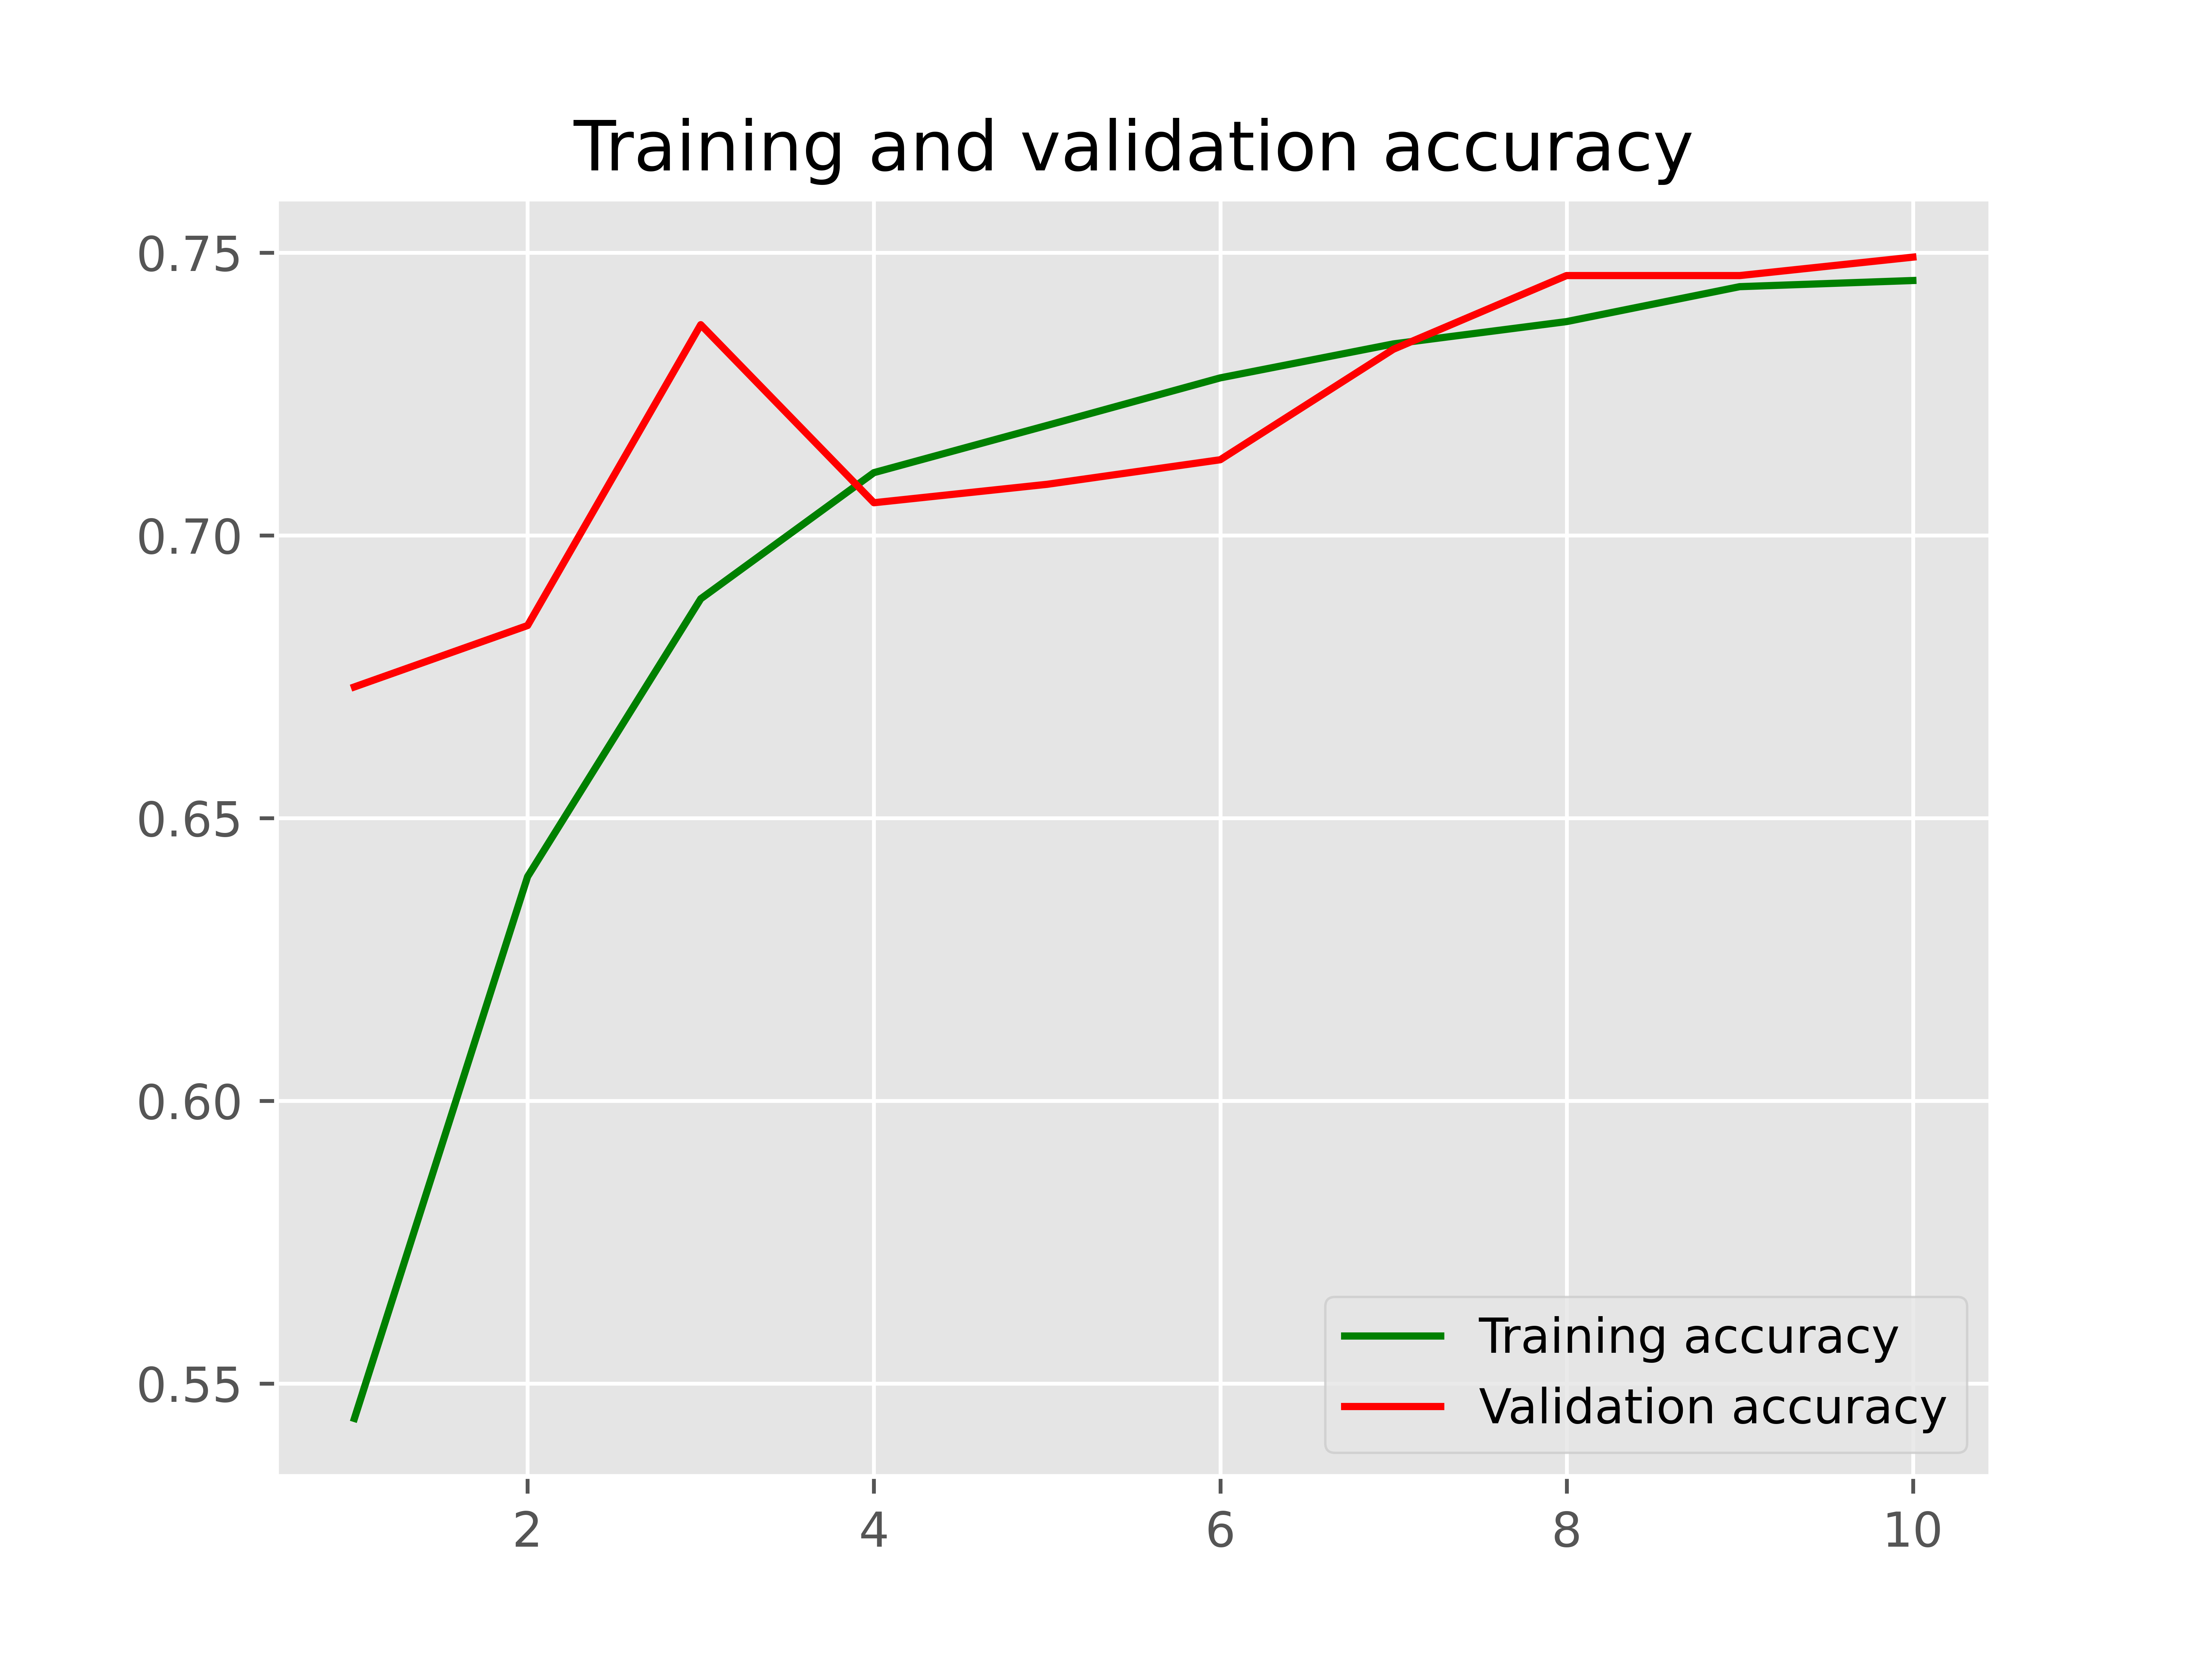 Training and validation accuracy
0.75
0.70
0.65
0.60
0.55
Training accuracy
Validation accuracy
2 4 6 8 10